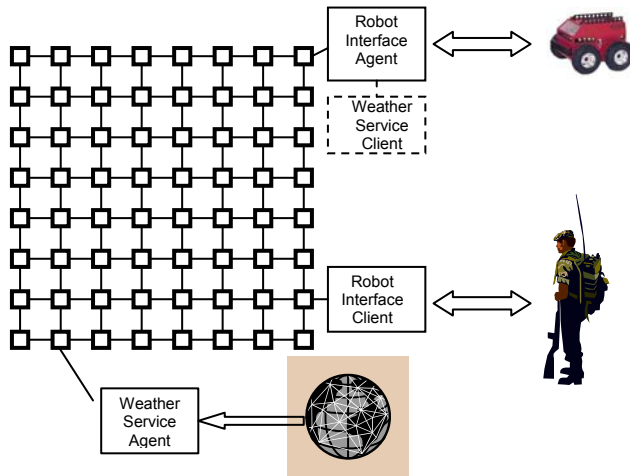 Robot
Interface
Agent
Weather
Service
Client
Robot
Interface
Client
Weather
Service
Agent